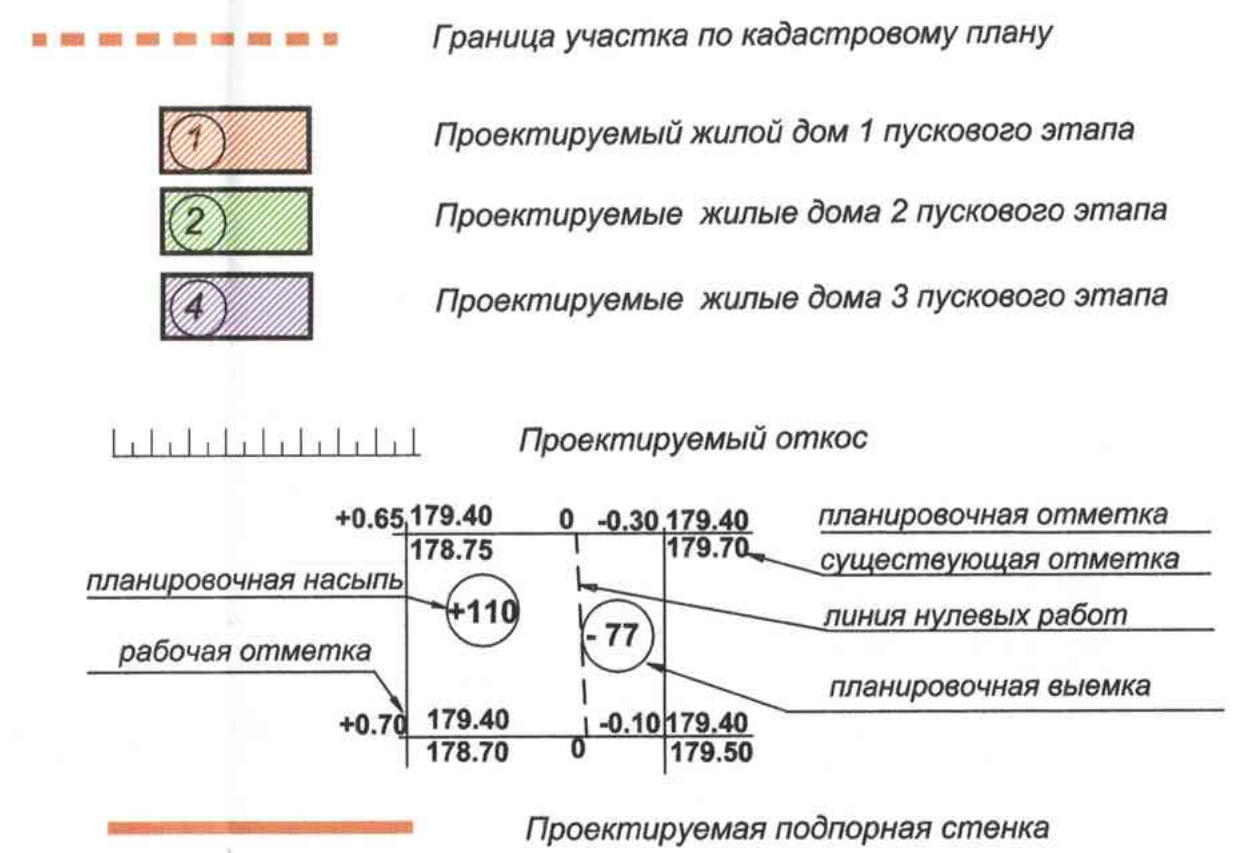 Граница участка по кадастровому плану
1 Проектируемый жилой дом 1 пускового этапа
2 Проектируемые жилые дома 2 пускового этапа
4 Проектируемые жилые дома 3 пускового этапа
Проектируемый откос
+0.65 179.40 0 -0.30 179.40 планировочная отметка
178.75 179.70 существующая отметка
планировочная насыпь +110 линия нулевых работ
- 77
рабочая отметка планировочная выемка
+0.70 179.40 -0.10 179.40
178.70 0 179.50
Проектируемая подпорная стенка